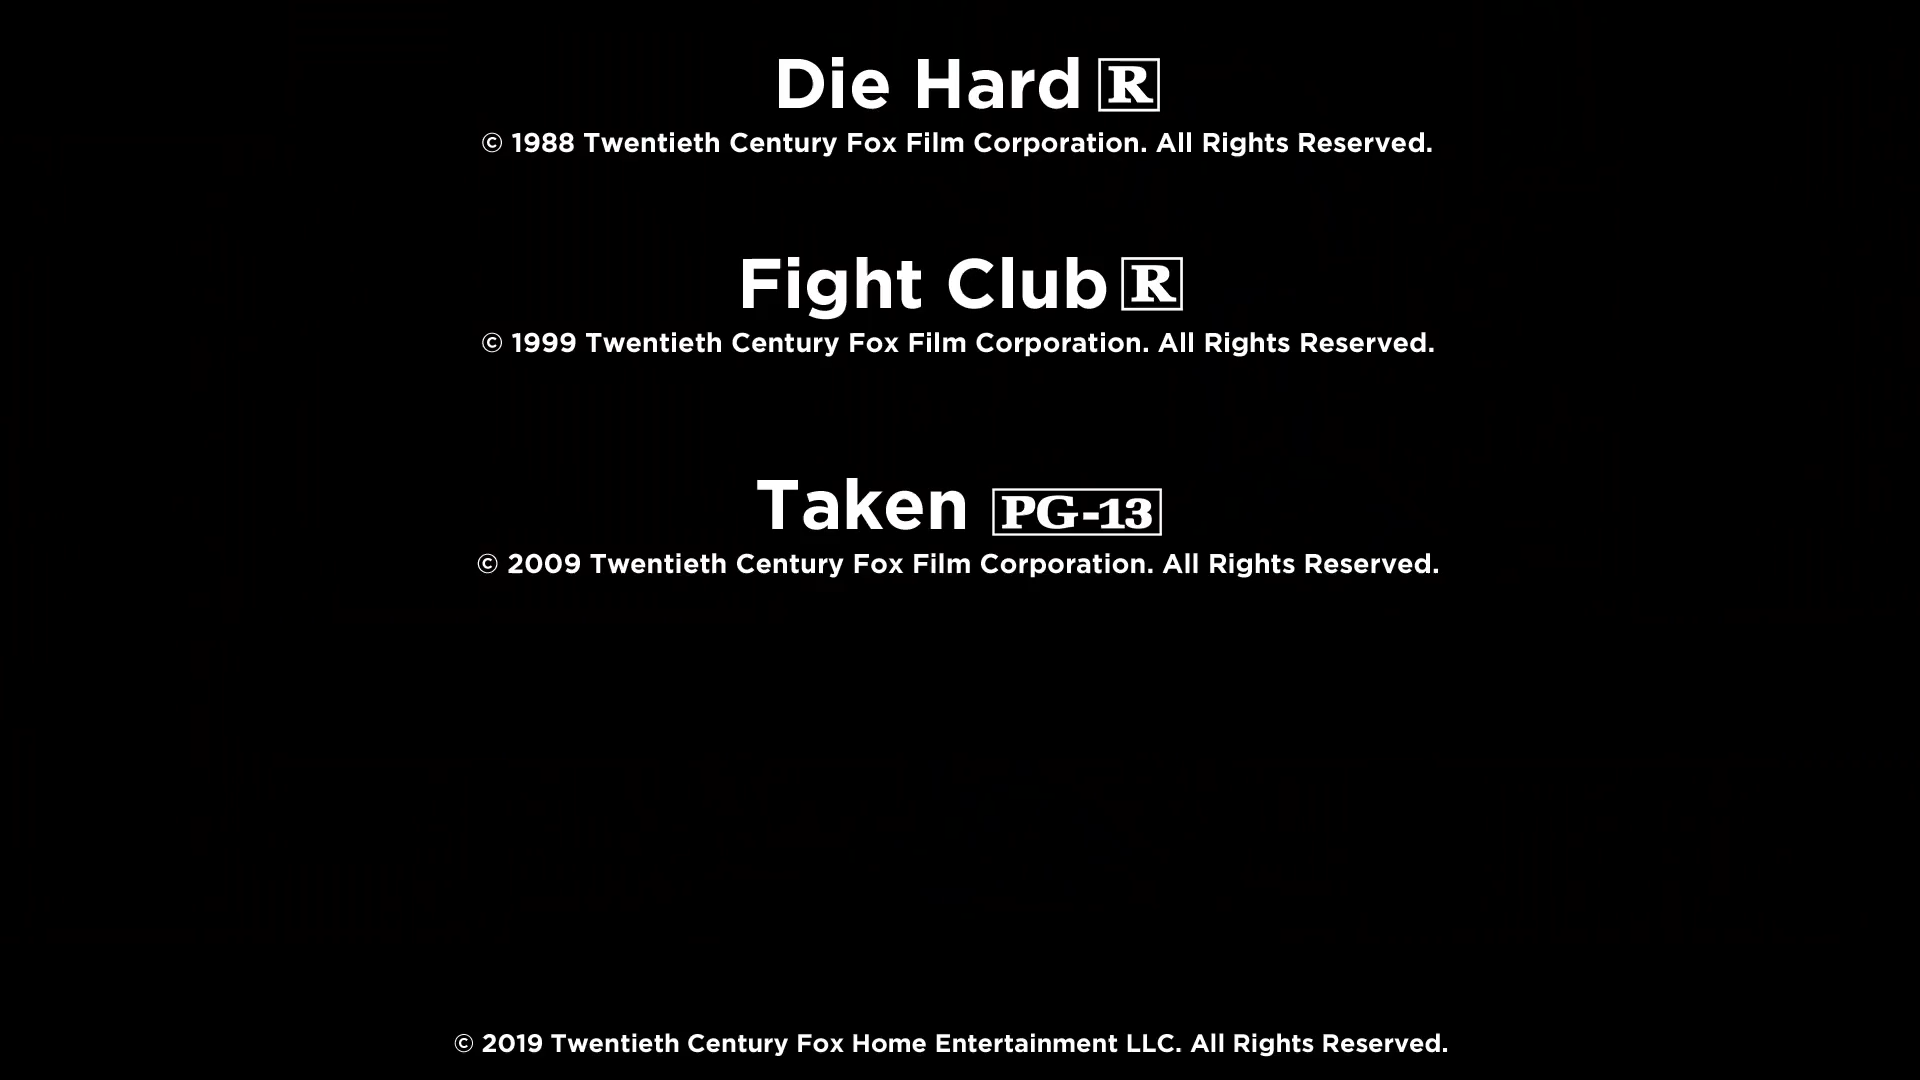 Die Hard R
© 1988 Twentieth Century Fox Film Corporation. All Rights Reserved.
Fight Club R
© 1999 Twentieth Century Fox Film Corporation. All Rights Reserved.
Taken PG-13
© 2009 Twentieth Century Fox Film Corporation. All Rights Reserved.
© 2019 Twentieth Century Fox Home Entertainment LLC. All Rights Reserved.